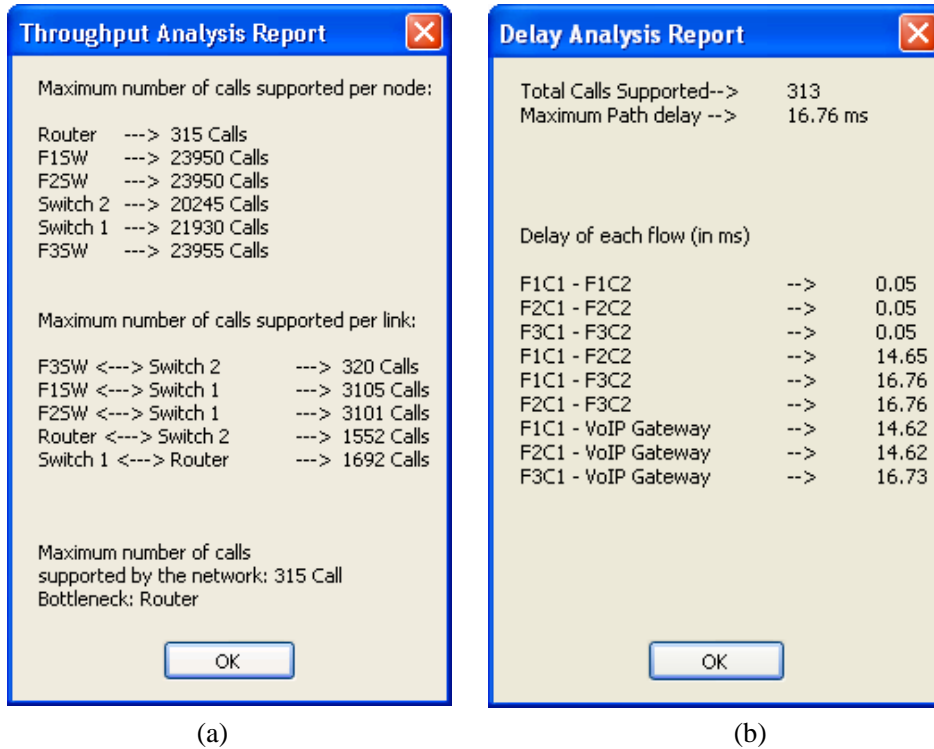 Throughput Analysis Report
Maximum number of calls supported per node:
Router ---> 315 Calls
F1SW ---> 23950 Calls
F2SW ---> 23950 Calls
Switch 2 ---> 20245 Calls
Switch 1 ---> 21930 Calls
F3SW ---> 23955 Calls
Maximum number of calls supported per link:
F3SW <---> Switch 2 ---> 320 Calls
F1SW <---> Switch 1 ---> 3105 Calls
F2SW <---> Switch 1 ---> 3101 Calls
Router <---> Switch 2 ---> 1552 Calls
Switch 1 <---> Router ---> 1692 Calls
Maximum number of calls
supported by the network: 315 Call
Bottleneck: Router
OK
(a)
Delay Analysis Report
Total Calls Supported--> 313
Maximum Path delay --> 16.76 ms
Delay of each flow (in ms)
F1C1 - F1C2 --> 0.05
F2C1 - F2C2 --> 0.05
F3C1 - F3C2 --> 0.05
F1C1 - F2C2 --> 14.65
F1C1 - F3C2 --> 16.76
F2C1 - F3C2 --> 16.76
F1C1 - VoIP Gateway --> 14.62
F2C1 - VoIP Gateway --> 14.62
F3C1 - VoIP Gateway --> 16.73
OK
(b)